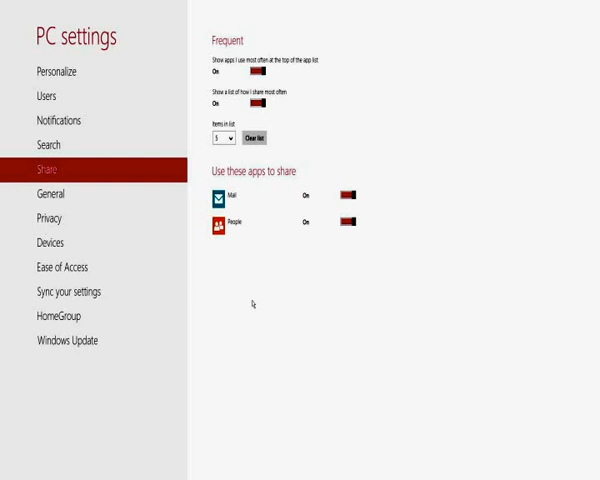 PC settings
Personalize
Users
Notifications
Search
Share
General
Privacy
Devices
Ease of Access
Sync your settings
HomeGroup
Windows Update
Frequent
Show apps I use most often at the top of the app list
On
Show a list of how I share most often
On
Items in list
5 Clear list
Use these apps to share
Mail On
People On